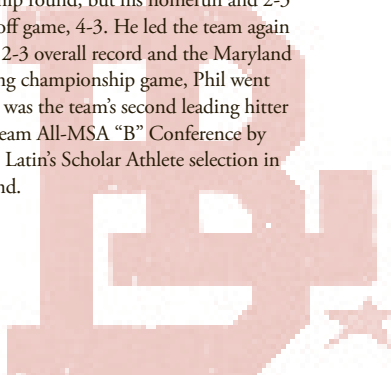 ship round, but his homerun and 2-3
off game, 4-3. He led the team again
2-3 overall record and the Maryland
ng championship game, Phil went
was the team’s second leading hitter
eam All-MSA “B” Conference by
Latin’s Scholar Athlete selection in
nd.